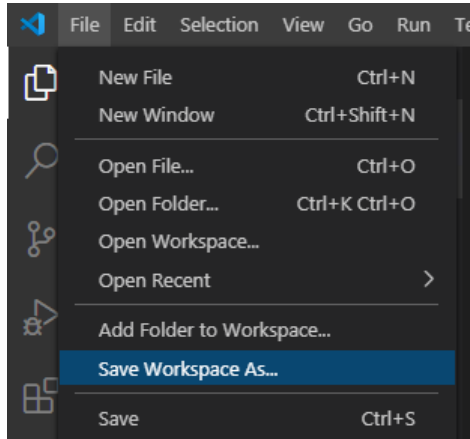 File Edit Selection View Go Run Te
New File Ctrl+N
New Window Ctrl+Shift+N
Open File... Ctrl+O
Open Folder... Ctrl+K Ctrl+O
Open Workspace...
Open Recent
Add Folder to Workspace...
Save Workspace As...
Save Ctrl+S